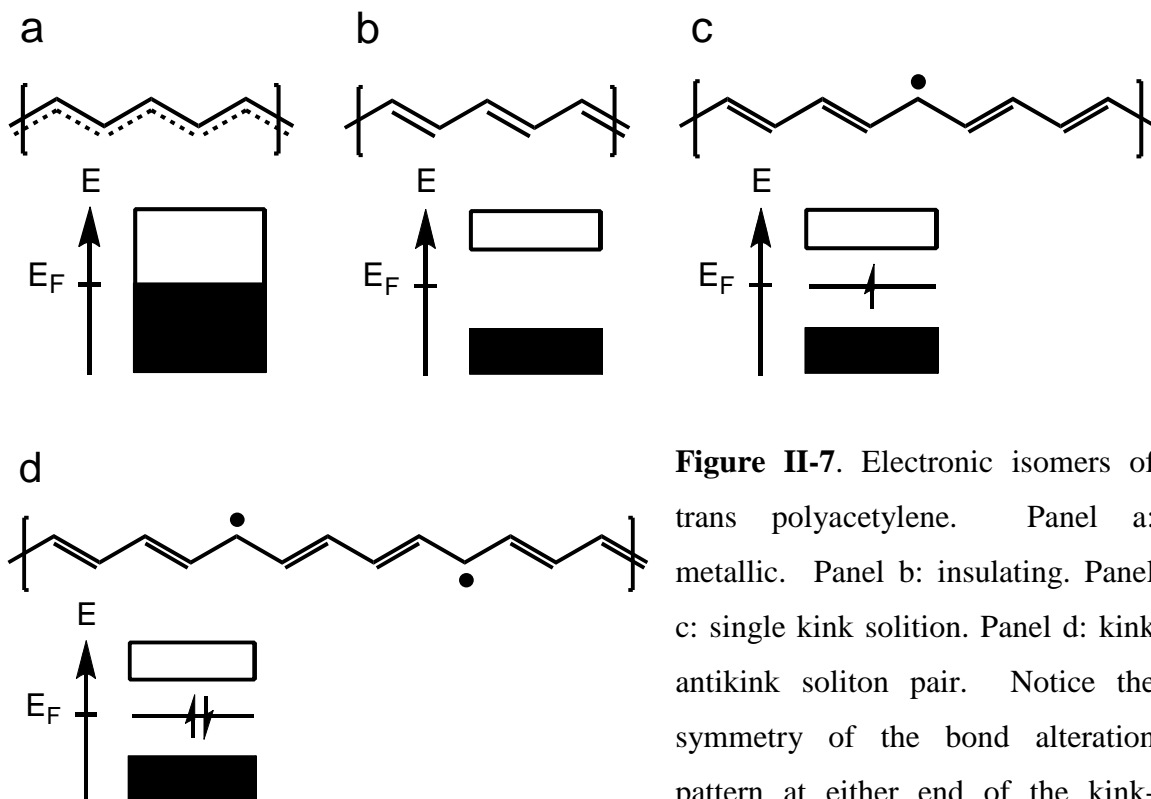 a
b
c
E
E_F
E
E_F
E
E_F
d
E
E_F
Figure II-7. Electronic isomers of
trans polyacetylene. Panel a:
metallic. Panel b: insulating. Panel
c: single kink solition. Panel d: kink
antikink soliton pair. Notice the
symmetry of the bond alteration
pattern at either end of the kink-